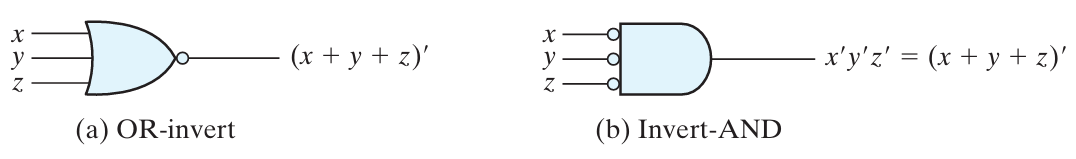 x
y
z
(x + y + z)′
(a) OR-invert
x
y
z
x′y′z′ = (x + y + z)′
(b) Invert-AND